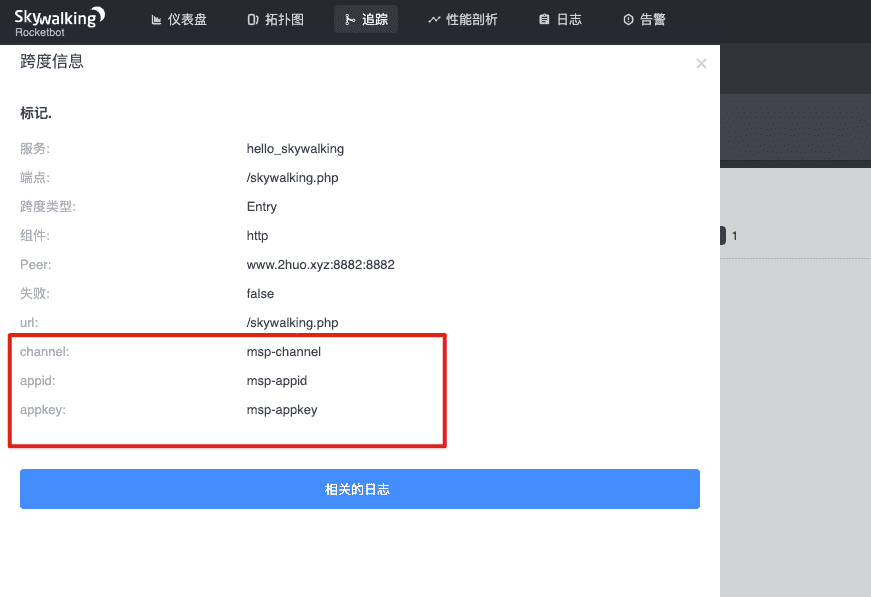 Skywalking
Rocketbot
仪表盘
拓扑图
追踪
性能剖析
日志
告警
跨度信息
标记.
服务: hello_skywalking
端点: /skywalking.php
跨度类型: Entry
组件: http
Peer: www.2huo.xyz:8882:8882
失败: false
url: /skywalking.php
channel: msp-channel
appid: msp-appid
appkey: msp-appkey
相关的日志
1